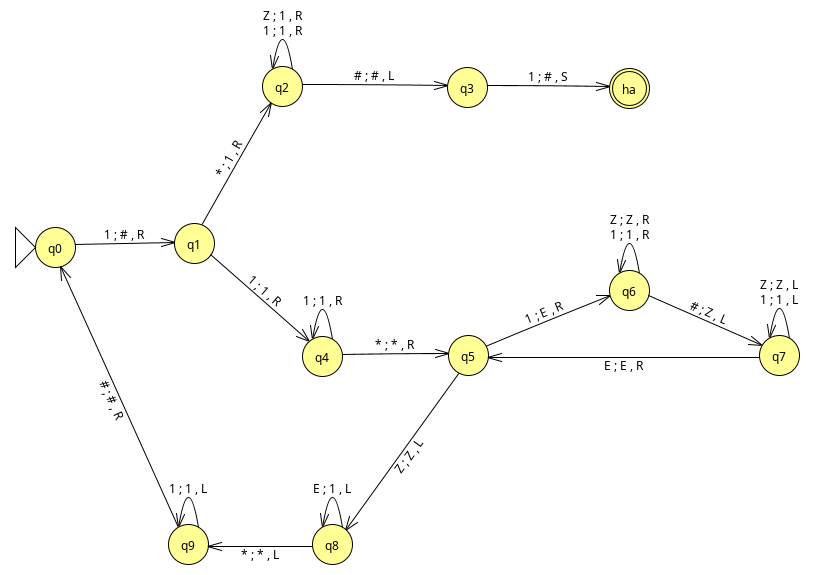 Z ; 1 , R
1 ; 1 , R
q2
# ; # , L
q3
1 ; # , S
ha
* ; 1 , R
q0
1 ; # , R
q1
1 ; 1 , R
1 ; 1 , R
q4
* ; * , R
q5
1 ; E , R
Z ; Z , R
1 ; 1 , R
q6
# ; Z , L
Z ; Z , L
1 ; 1 , L
q7
E ; E , R
# ; # , R
Z ; Z , L
1 ; 1 , L
q9
* ; * , L
E ; 1 , L
q8